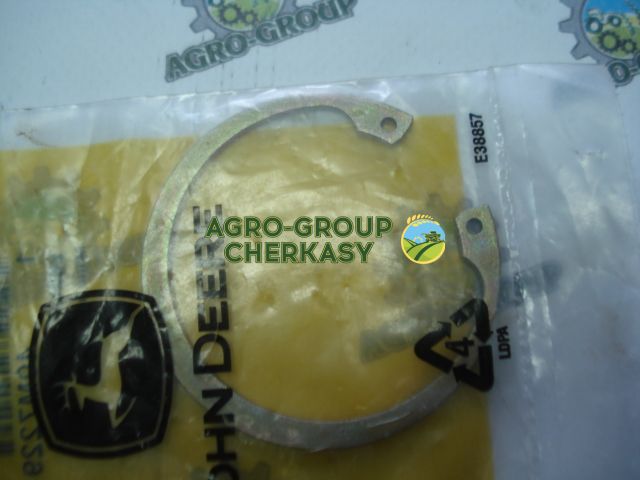 AGRO-GROUP
AGRO-GROUP
CHERKASY
E38857
JOHN DEERE
4
LDPA